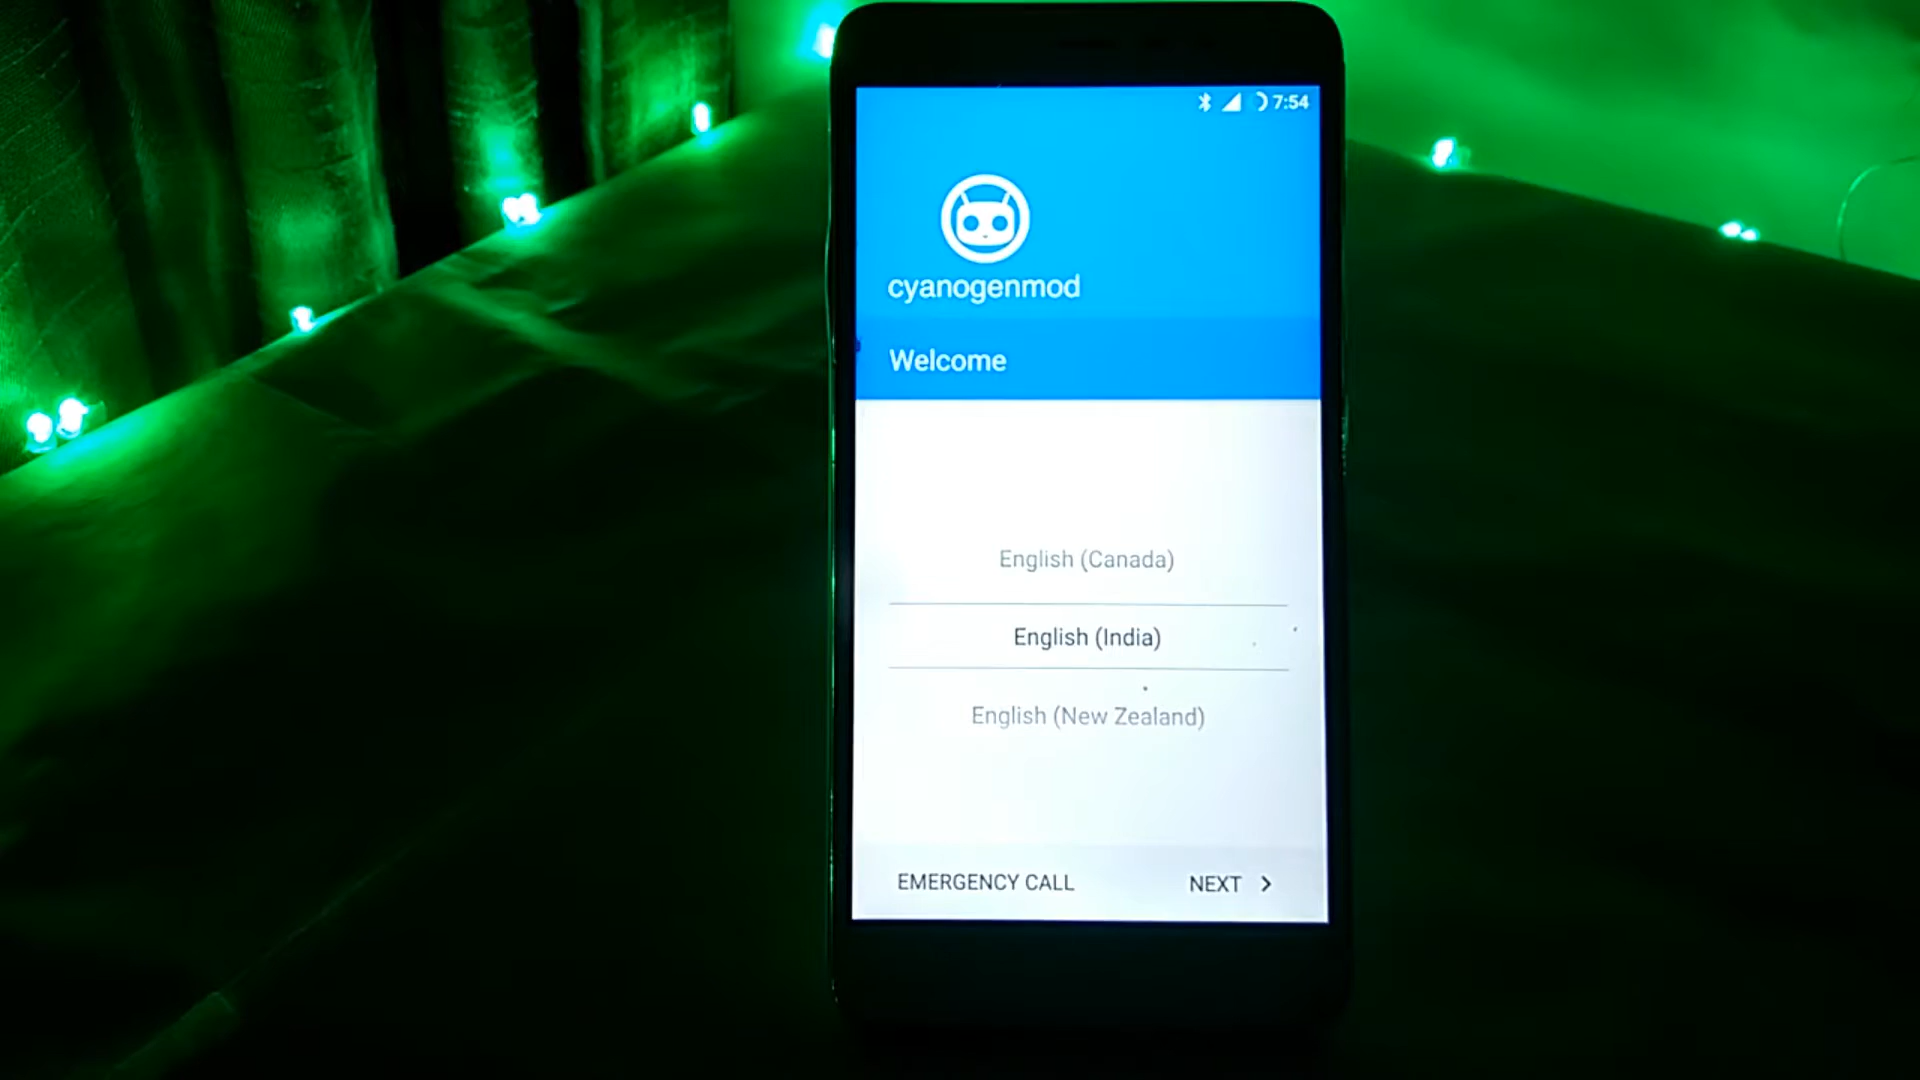 7:54
cyanogenmod
Welcome
English (Canada)
English (India)
English (New Zealand)
EMERGENCY CALL
NEXT